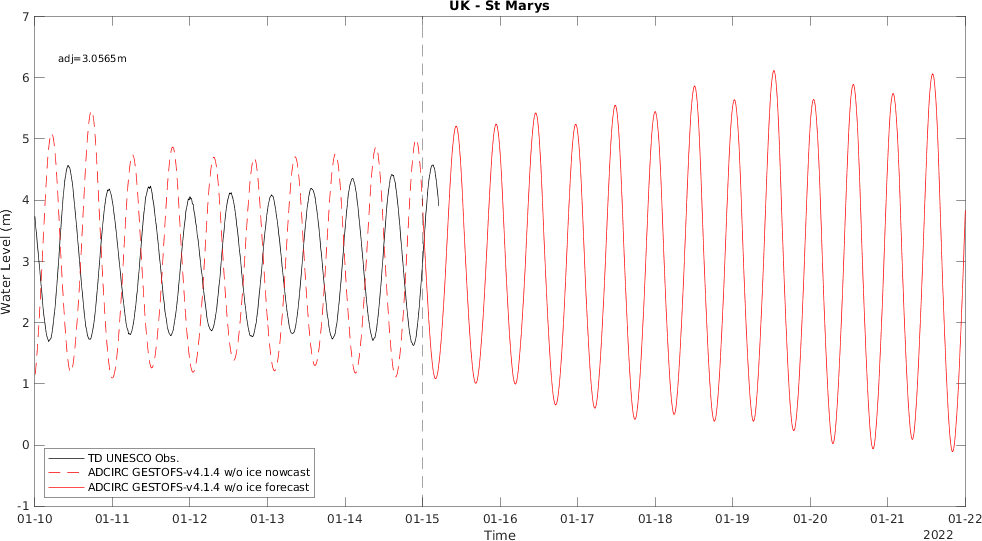 UK - St Marys
adj=3.0565m
7
6
5
4
3
2
1
0
-1
Water Level (m)
TD UNESCO Obs.
ADCIRC GESTOFS-v4.1.4 w/o ice nowcast
ADCIRC GESTOFS-v4.1.4 w/o ice forecast
01-10 01-11 01-12 01-13 01-14 01-15 01-16 01-17 01-18 01-19 01-20 01-21 01-22
Time
2022